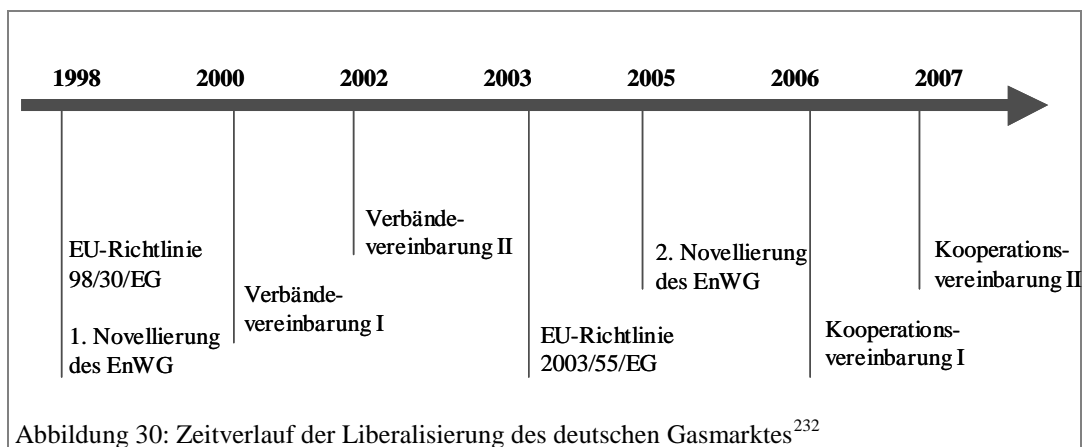 1998 2000 2002 2003 2005 2006 2007
EU-Richtlinie
98/30/EG
1. Novellierung
des EnWG
Verbände-
vereinbarung I
Verbände-
vereinbarung II
EU-Richtlinie
2003/55/EG
2. Novellierung
des EnWG
Kooperations-
vereinbarung I
Kooperations-
vereinbarung II
Abbildung 30: Zeitverlauf der Liberalisierung des deutschen Gasmarktes²³²